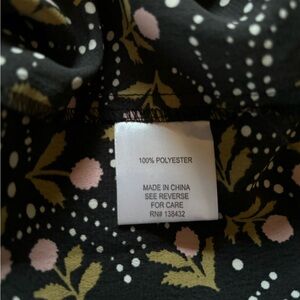 100% POLYESTER
MADE IN CHINA
SEE REVERSE
FOR CARE
RN# 138432